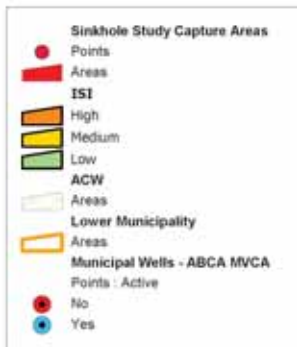 Sinkhole Study Capture Areas
Points
Areas
ISI
High
Medium
Low
ACW
Areas
Lower Municipality
Areas
Municipal Wells - ABCA MVCA
Points : Active
No
Yes